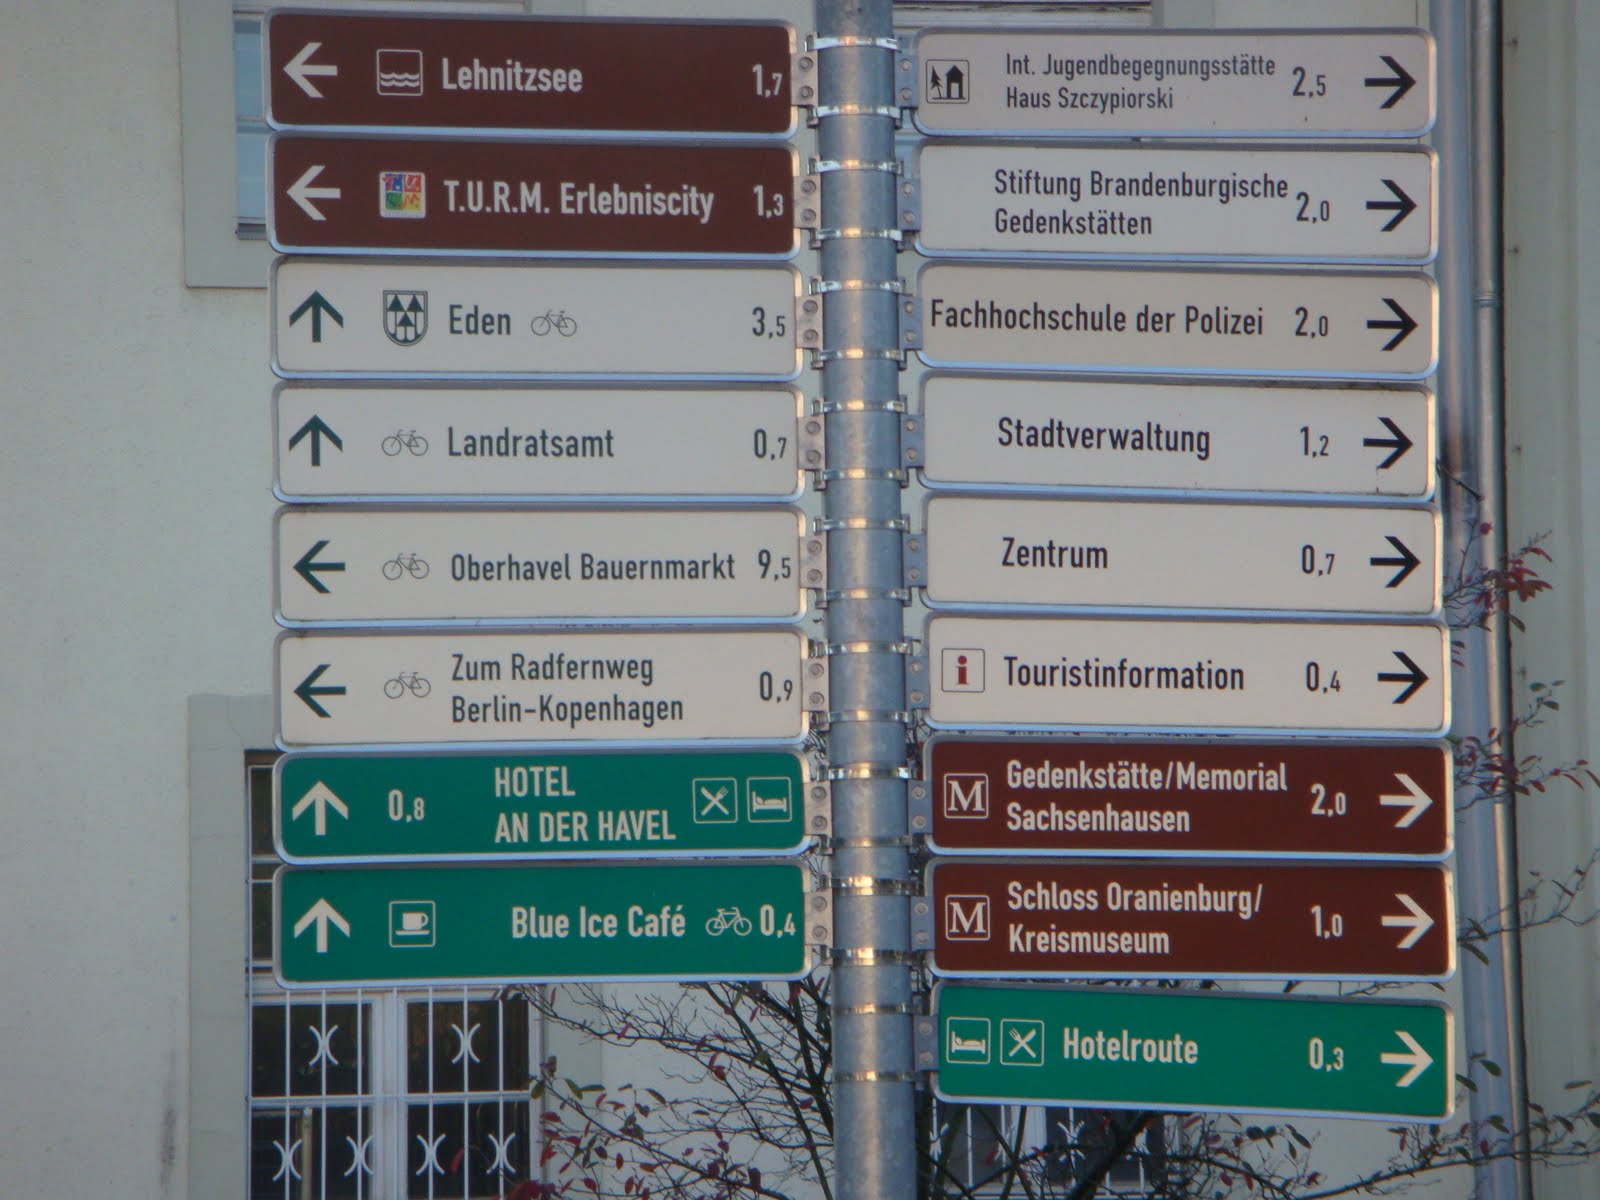 Lehnitzsee 1,7
T.U.R.M. Erlebniscity 1,3
Eden 3,5
Landratsamt 0,7
Oberhavel Bauernmarkt 9,5
Zum Radfernweg
Berlin-Kopenhagen 0,9
0,8 HOTEL
AN DER HAVEL
Blue Ice Café 0,4
Int. Jugendbegegnungsstätte
Haus Szczypiorski 2,5
Stiftung Brandenburgische
Gedenkstätten 2,0
Fachhochschule der Polizei 2,0
Stadtverwaltung 1,2
Zentrum 0,7
i Touristinformation 0,4
M Gedenkstätte/Memorial
Sachsenhausen 2,0
M Schloss Oranienburg/
Kreismuseum 1,0
Hotelroute 0,3